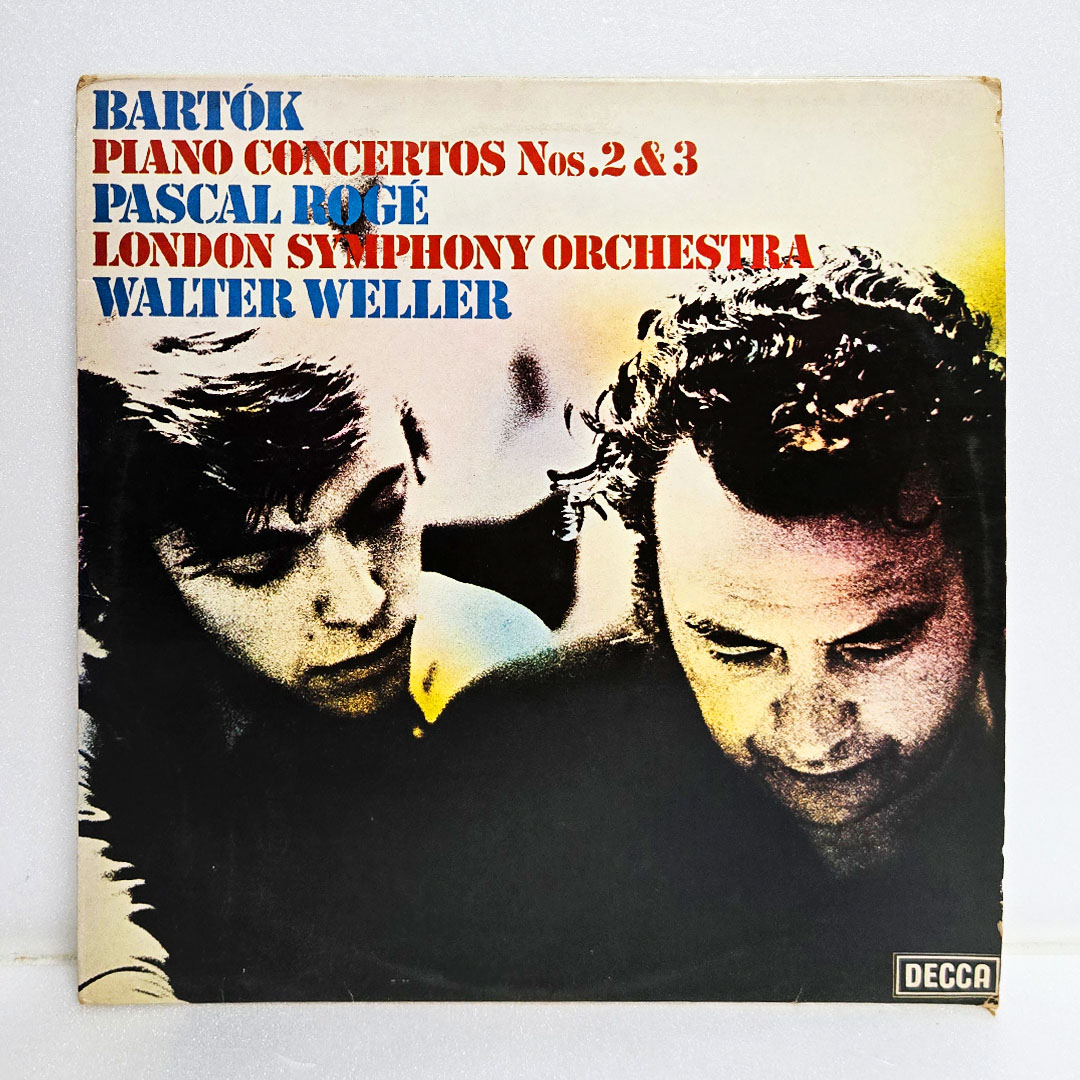 BARTÓK
PIANO CONCERTOS Nos.2 & 3
PASCAL ROGÉ
LONDON SYMPHONY ORCHESTRA
WALTER WELLER
DECCA